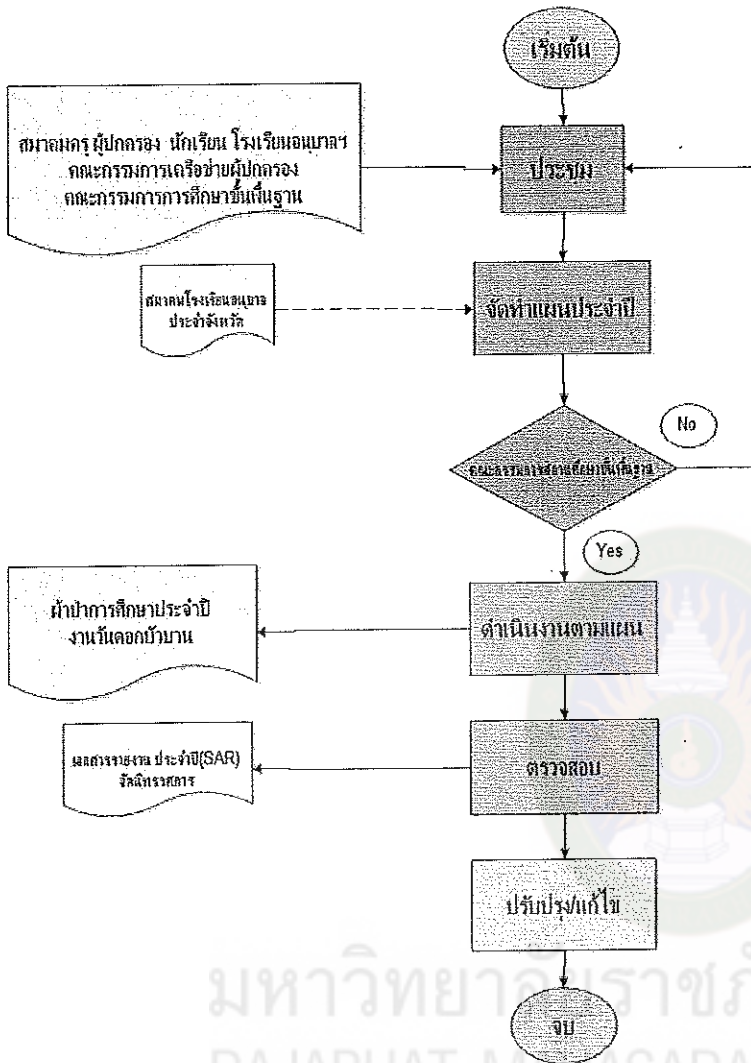 เริ่มต้น
สมาคมครู ผู้ปกครอง นักเรียน โรงเรียนอนุบาลฯ
คณะกรรมการเครือข่ายผู้ปกครอง
คณะกรรมการการศึกษาขั้นพื้นฐาน
ประชุม
สมาคมโรงเรียนอนุบาล
ประจำจังหวัด
จัดทำแผนประจำปี
No
คณะกรรมการสถานศึกษาขั้นพื้นฐาน
Yes
ผ้าป่าการศึกษาประจำปี
งานวันดอกบัวบาน
ดำเนินงานตามแผน
เอกสารรายงาน ประจำปี(SAR)
จัดนิทรรศการ
ตรวจสอบ
ปรับปรุง/แก้ไข
มหาวิทยาลัยราชภั
จบ